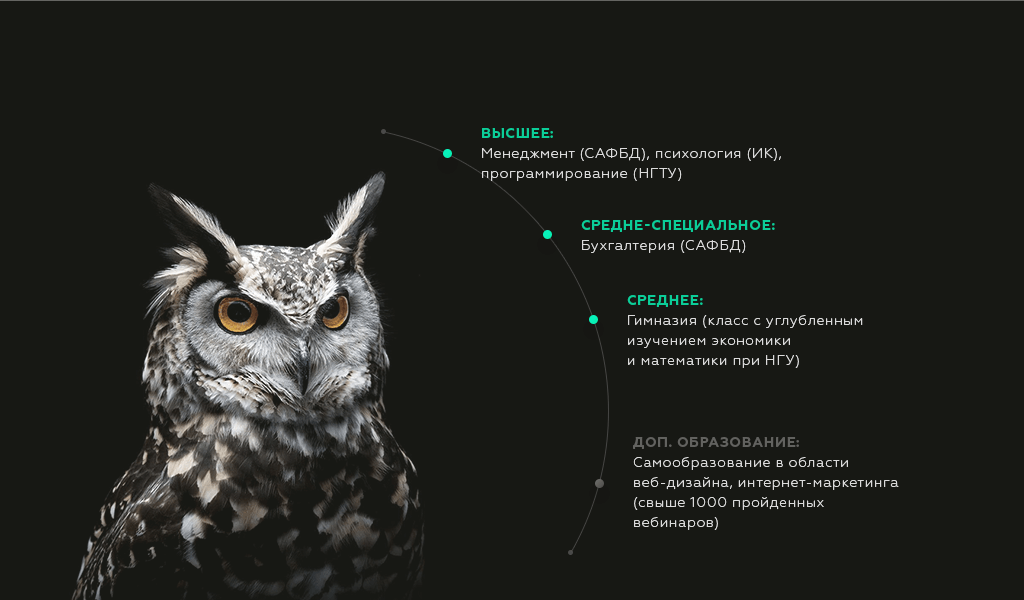 ВЫСШЕЕ:
Менеджмент (САФБД), психология (ИК),
программирование (НГТУ)
СРЕДНЕ-СПЕЦИАЛЬНОЕ:
Бухгалтерия (САФБД)
СРЕДНЕЕ:
Гимназия (класс с углубленным
изучением экономики
и математики при НГУ)
ДОП. ОБРАЗОВАНИЕ:
Самообразование в области
веб-дизайна, интернет-маркетинга
(свыше 1000 пройденных
вебинаров)